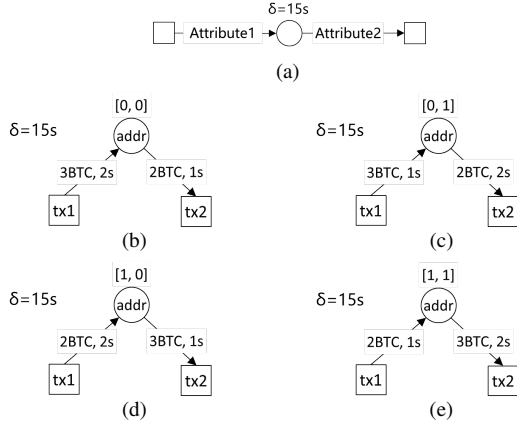 δ=15s
Attribute1 Attribute2
(a)
[0, 0] [0, 1]
δ=15s addr δ=15s addr
3BTC, 2s 2BTC, 1s 3BTC, 1s 2BTC, 2s
tx1 tx2 tx1 tx2
(b) (c)
[1, 0] [1, 1]
δ=15s addr δ=15s addr
2BTC, 2s 3BTC, 1s 2BTC, 1s 3BTC, 2s
tx1 tx2 tx1 tx2
(d) (e)